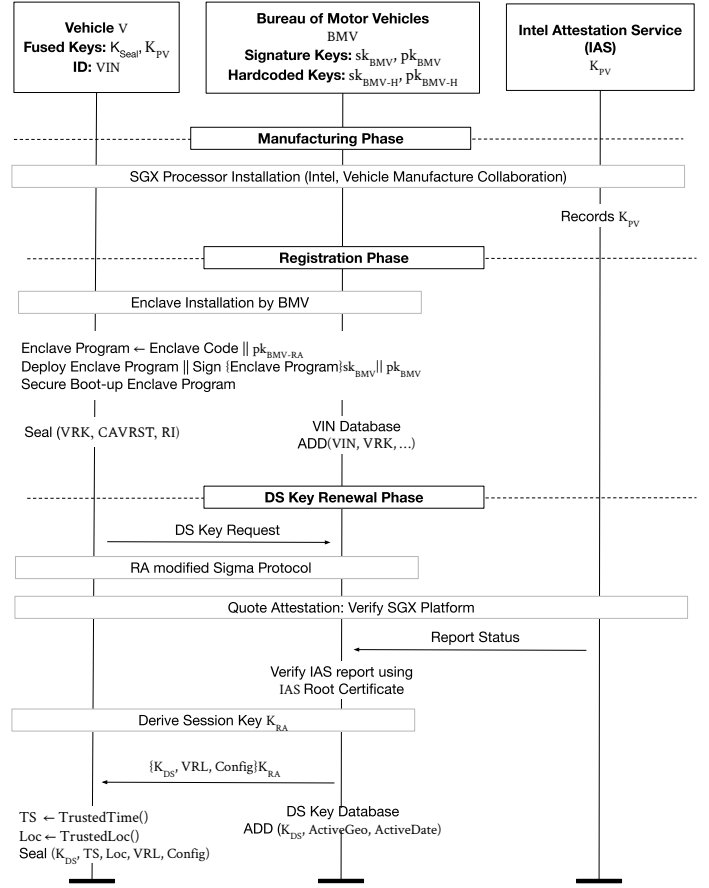 Vehicle V
Fused Keys: K_Seal, K_PV
ID: VIN
Bureau of Motor Vehicles
BMV
Signature Keys: sk_BMV, pk_BMV
Hardcoded Keys: sk_BMV-H, pk_BMV-H
Intel Attestation Service
(IAS)
K_PV
Manufacturing Phase
SGX Processor Installation (Intel, Vehicle Manufacture Collaboration)
Records K_PV
Registration Phase
Enclave Installation by BMV
Enclave Program ← Enclave Code || pk_BMV-RA
Deploy Enclave Program || Sign {Enclave Program}sk_BMV|| pk_BMV
Secure Boot-up Enclave Program
Seal (VRK, CAVRST, RI)
VIN Database
ADD(VIN, VRK,…)
DS Key Renewal Phase
DS Key Request
RA modified Sigma Protocol
Quote Attestation: Verify SGX Platform
Report Status
Verify IAS report using
IAS Root Certificate
Derive Session Key K_RA
{K_DS, VRL, Config}K_RA
TS ← TrustedTime()
Loc ← TrustedLoc()
Seal (K_DS, TS, Loc, VRL, Config)
DS Key Database
ADD (K_DS, ActiveGeo, ActiveDate)